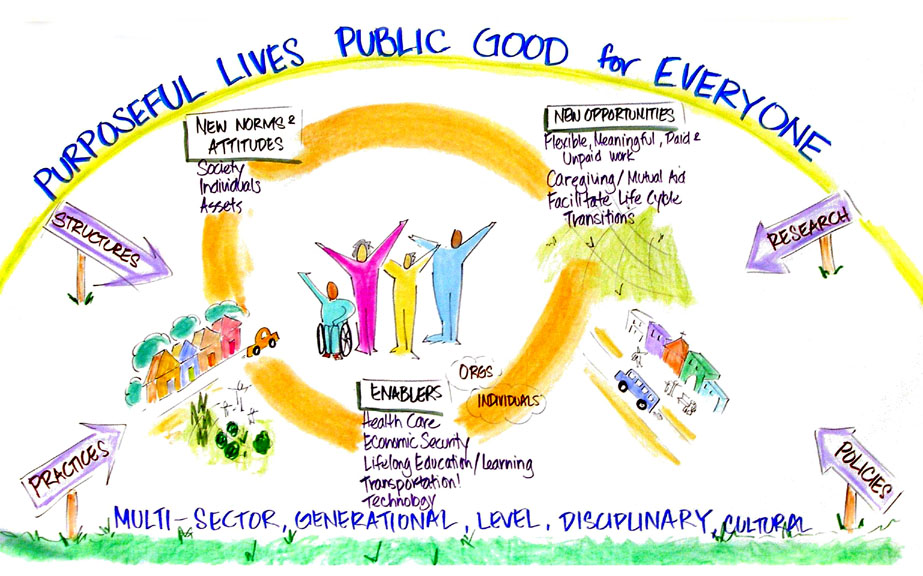 PURPOSEFUL LIVES PUBLIC GOOD for EVERYONE
NEW NORMS &
ATTITUDES
Society
Individuals
Assets
NEW OPPORTUNITIES
Flexible, Meaningful, Paid &
Unpaid work
Caregiving/Mutual Aid
Facilitate Life Cycle
Transitions
STRUCTURES
RESEARCH
ORGS
INDIVIDUALS
ENABLERS
Health Care
Economic Security
Lifelong Education/Learning
Transportation!
Technology
PRACTICES
POLICIES
MULTI-SECTOR, GENERATIONAL, LEVEL, DISCIPLINARY, CULTURAL